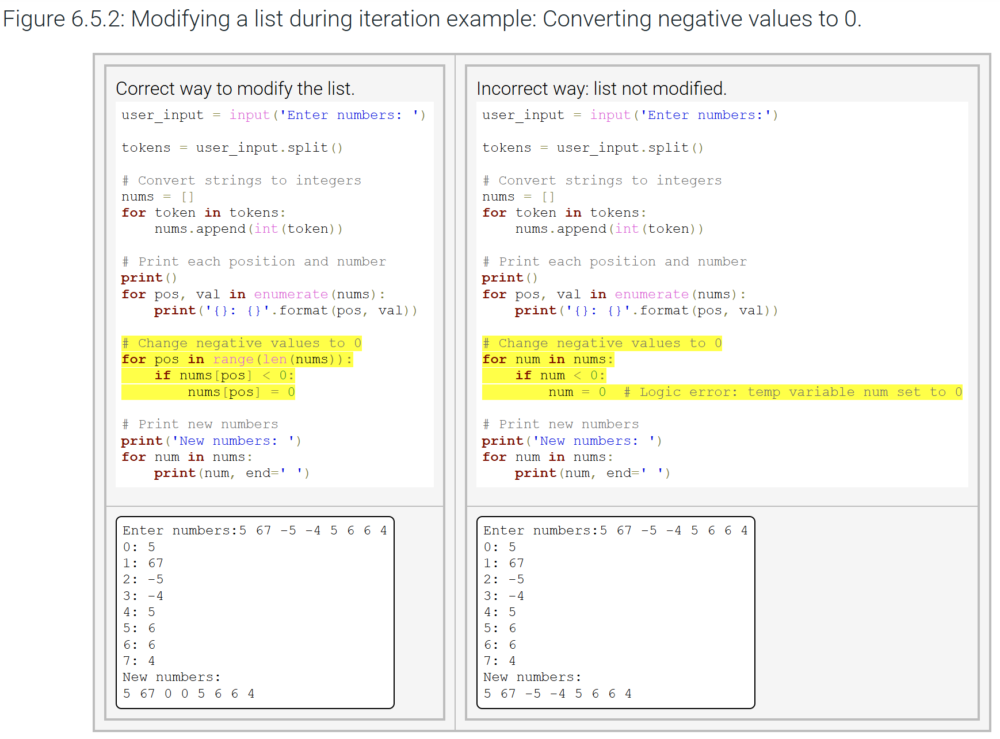 Figure 6.5.2: Modifying a list during iteration example: Converting negative values to 0.
Correct way to modify the list.
user_input = input('Enter numbers: ')
tokens = user_input.split()
# Convert strings to integers
nums = []
for token in tokens:
    nums.append(int(token))
# Print each position and number
print()
for pos, val in enumerate(nums):
    print('{}: {}'.format(pos, val))
# Change negative values to 0
for pos in range(len(nums)):
    if nums[pos] < 0:
        nums[pos] = 0
# Print new numbers
print('New numbers: ')
for num in nums:
    print(num, end=' ')
Enter numbers:5 67 -5 -4 5 6 6 4
0: 5
1: 67
2: -5
3: -4
4: 5
5: 6
6: 6
7: 4
New numbers:
5 67 0 0 5 6 6 4
Incorrect way: list not modified.
user_input = input('Enter numbers:')
tokens = user_input.split()
# Convert strings to integers
nums = []
for token in tokens:
    nums.append(int(token))
# Print each position and number
print()
for pos, val in enumerate(nums):
    print('{}: {}'.format(pos, val))
# Change negative values to 0
for num in nums:
    if num < 0:
        num = 0  # Logic error: temp variable num set to 0
# Print new numbers
print('New numbers: ')
for num in nums:
    print(num, end=' ')
Enter numbers:5 67 -5 -4 5 6 6 4
0: 5
1: 67
2: -5
3: -4
4: 5
5: 6
6: 6
7: 4
New numbers:
5 67 -5 -4 5 6 6 4